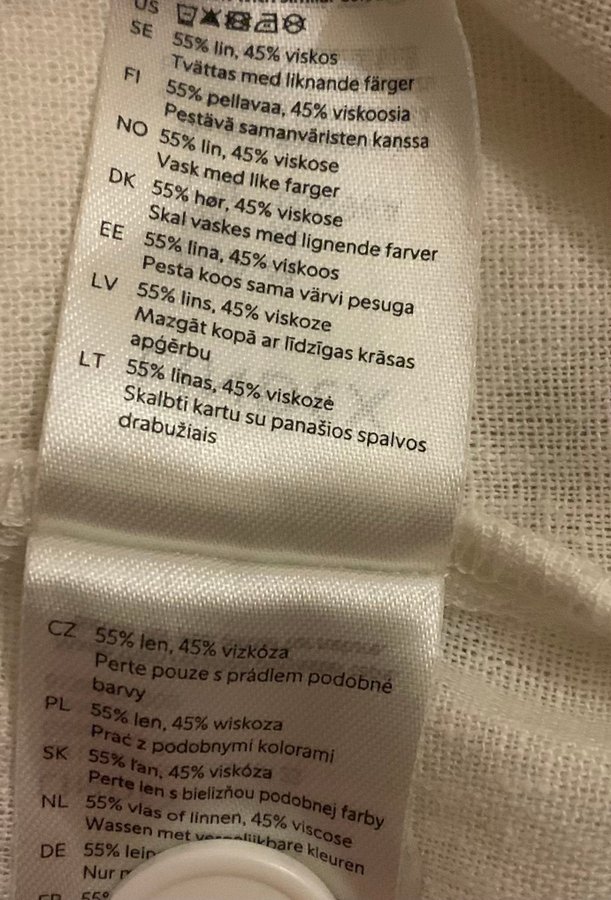 US
SE 55% lin, 45% viskos
Tvättas med liknande färger
FI 55% pellavaa, 45% viskoosia
Pestävä samanväristen kanssa
NO 55% lin, 45% viskose
Vask med like farger
DK 55% hør, 45% viskose
Skal vaskes med lignende farver
EE 55% lina, 45% viskoos
Pesta koos sama värvi pesuga
LV 55% lins, 45% viskoze
Mazgāt kopā ar līdzīgas krāsas
apģērbu
LT 55% linas, 45% viskozė
Skalbti kartu su panašios spalvos
drabužiais
CZ 55% len, 45% vizkóza
Perte pouze s prádlem podobné
barvy
PL 55% len, 45% wiskoza
Prać z podobnymi kolorami
SK 55% ľan, 45% viskóza
Perte len s bielizňou podobnej farby
NL 55% vlas of linnen, 45% viscose
Wassen met kleuren
DE 55%
Nur